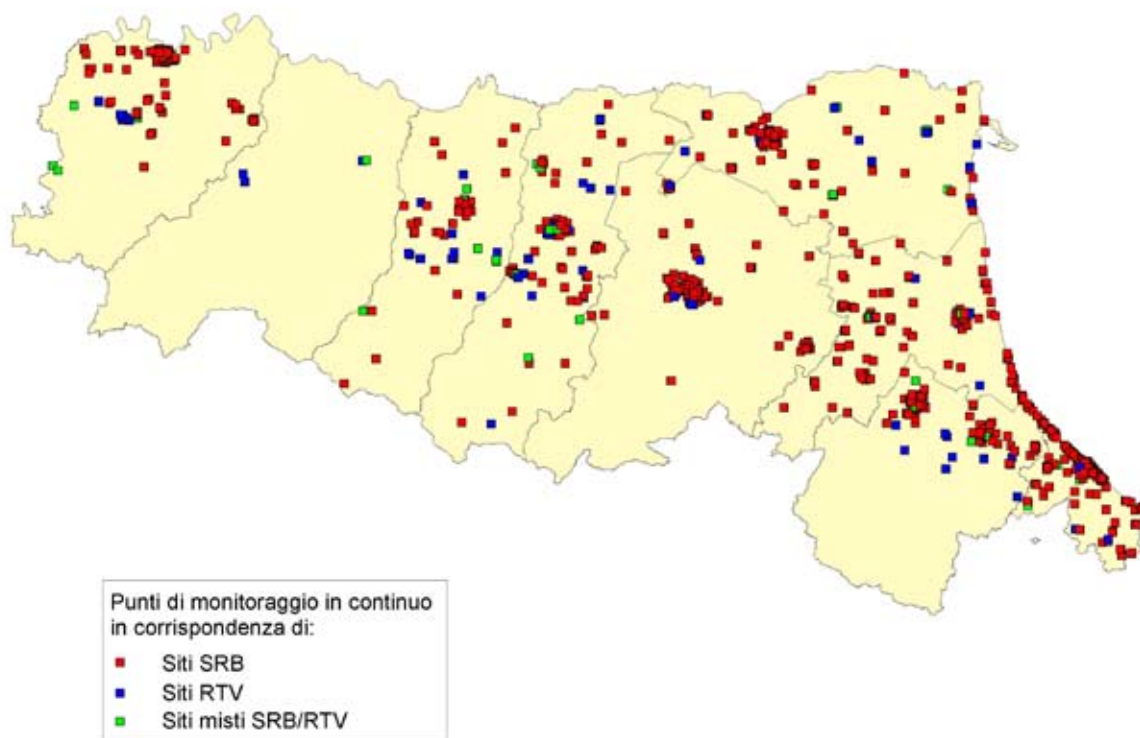 Punti di monitoraggio in continuo
in corrispondenza di:
Siti SRB
Siti RTV
Siti misti SRB/RTV